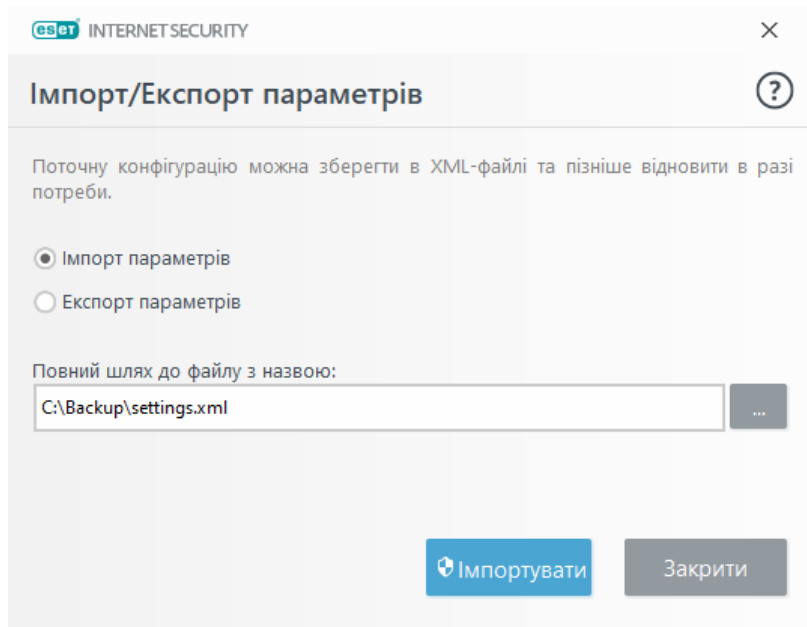 eset INTERNET SECURITY
Імпорт/Експорт параметрів
?
Поточну конфігурацію можна зберегти в XML-файлі та пізніше відновити в разі
потреби.
Імпорт параметрів
Експорт параметрів
Повний шлях до файлу з назвою:
C:\Backup\settings.xml
...
Імпортувати
Закрити